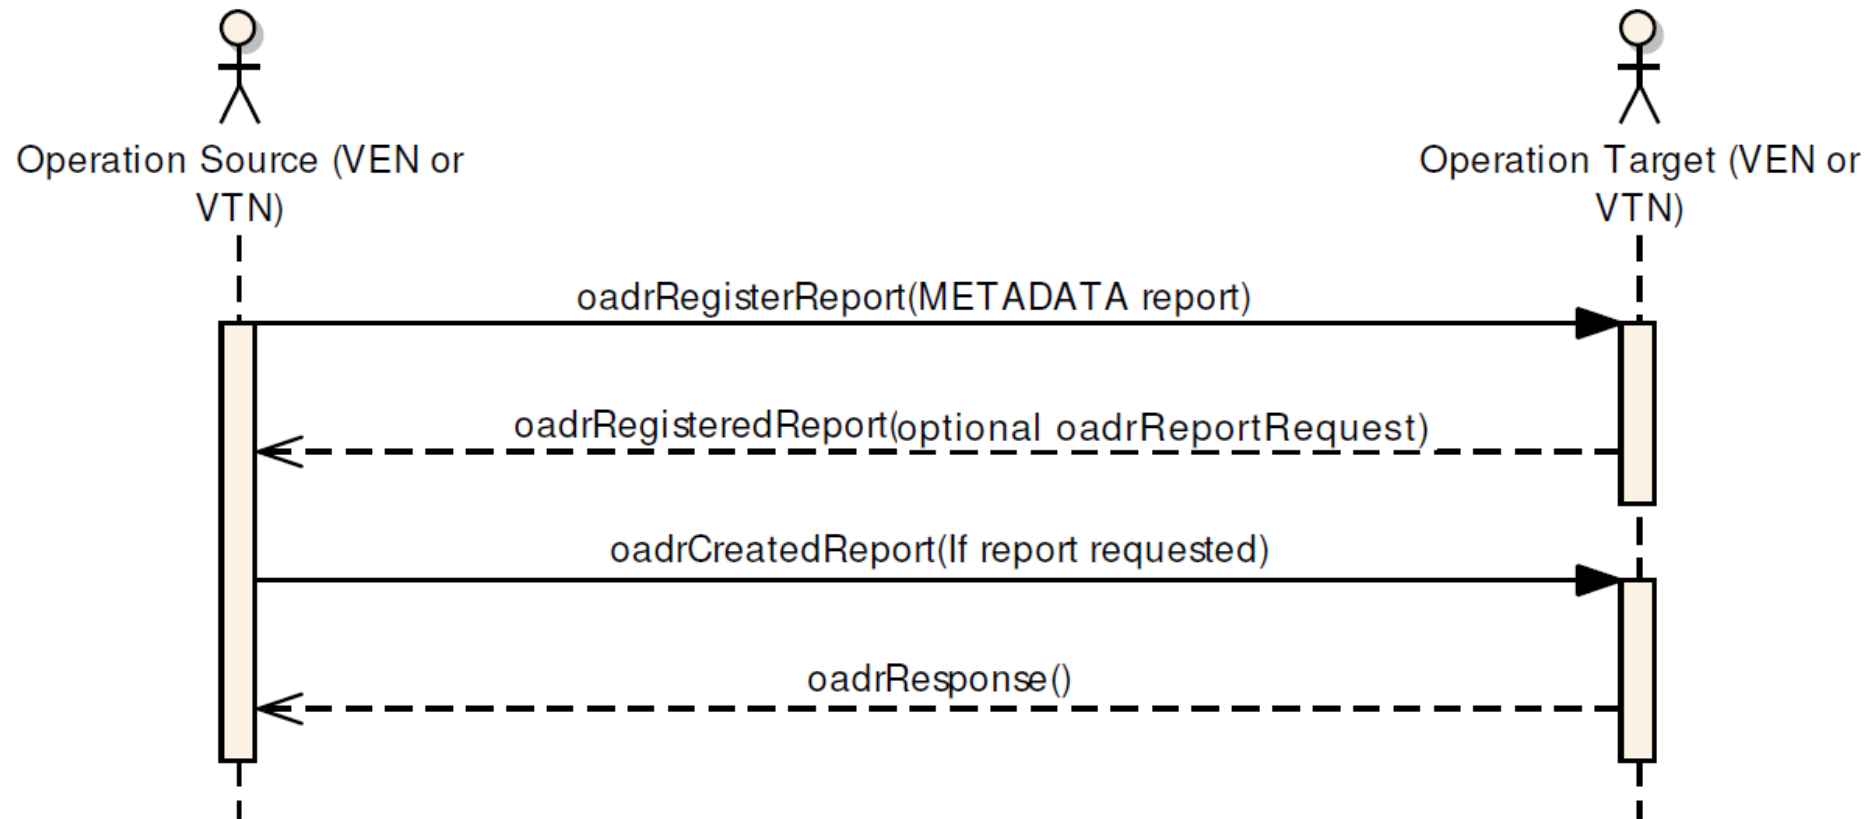 Operation Source (VEN or
VTN)
Operation Target (VEN or
VTN)
oadrRegisterReport(METADATA report)
oadrRegisteredReport(optional oadrReportRequest)
oadrCreatedReport(If report requested)
oadrResponse()